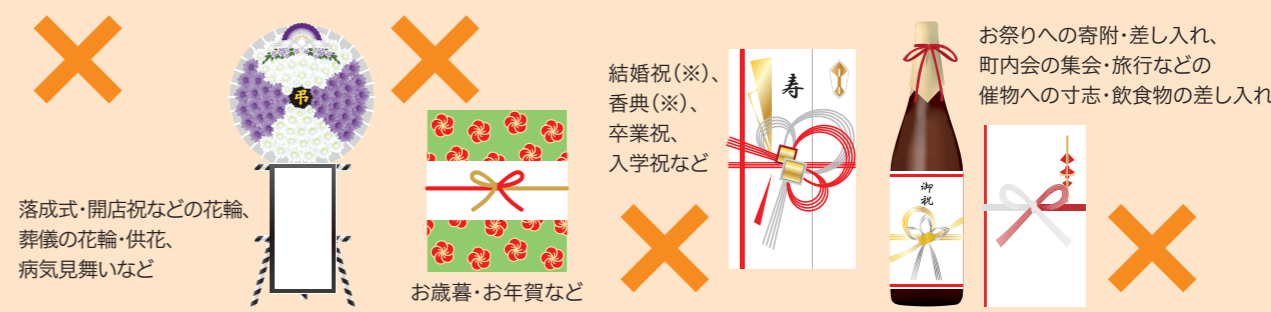 弔
落成式・開店祝などの花輪、
葬儀の花輪・供花、
病気見舞いなど
お歳暮・お年賀など
結婚祝(※)、
香典(※)、
卒業祝、
入学祝など
寿
御祝
お祭りへの寄附・差し入れ、
町内会の集会・旅行などの
催物への寸志・飲食物の差し入れ